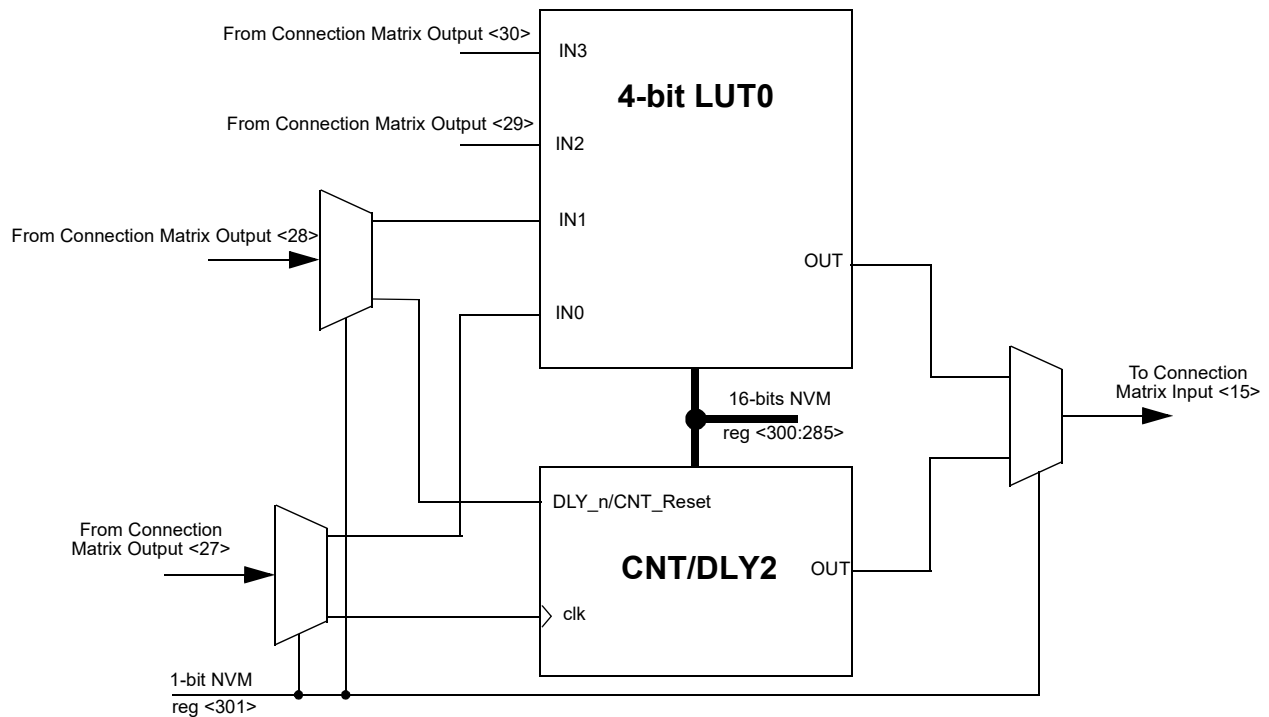 From Connection Matrix Output <30>
IN3
4-bit LUT0
From Connection Matrix Output <29>
IN2
IN1
From Connection Matrix Output <28>
OUT
IN0
To Connection
Matrix Input <15>
16-bits NVM
reg <300:285>
DLY_n/CNT_Reset
From Connection
Matrix Output <27>
CNT/DLY2
OUT
clk
1-bit NVM
reg <301>